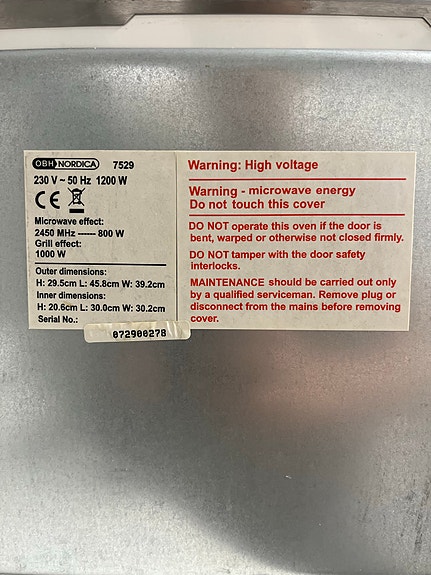 OBH NORDICA 7529
230 V ~ 50 Hz 1200 W
CE
Microwave effect:
2450 MHz ------ 800 W
Grill effect:
1000 W
Outer dimensions:
H: 29.5cm L: 45.8cm W: 39.2cm
Inner dimensions:
H: 20.6cm L: 30.0cm W: 30.2cm
Serial No.:
072900278
Warning: High voltage
Warning - microwave energy
Do not touch this cover
DO NOT operate this oven if the door is
bent, warped or otherwise not closed firmly.
DO NOT tamper with the door safety
interlocks.
MAINTENANCE should be carried out only
by a qualified serviceman. Remove plug or
disconnect from the mains before removing
cover.